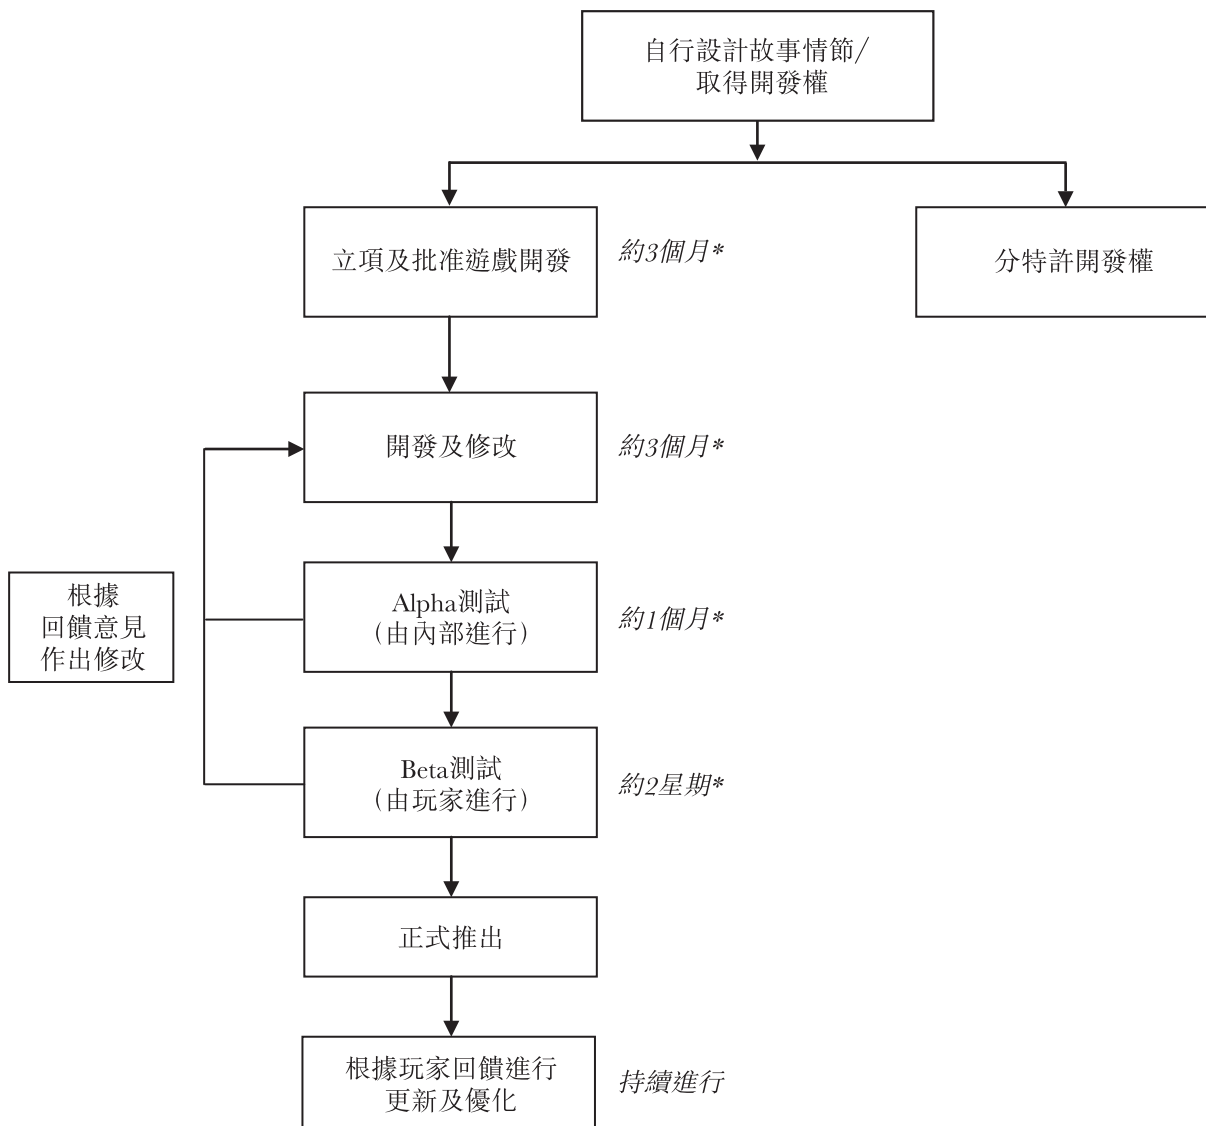 自行設計故事情節/
取得開發權
立項及批准遊戲開發
約3個月*
分特許開發權
開發及修改
約3個月*
根據
回饋意見
作出修改
Alpha測試
（由內部進行）
約1個月*
Beta測試
（由玩家進行）
約2星期*
正式推出
根據玩家回饋進行
更新及優化
持續進行